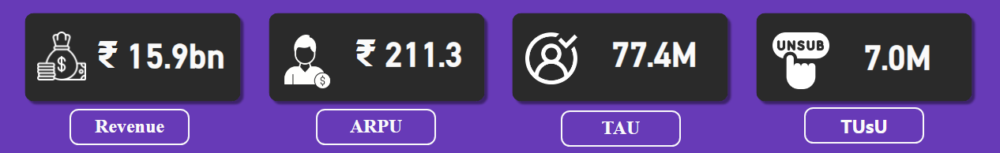 ₹ 15.9bn
Revenue
₹ 211.3
ARPU
77.4M
TAU
UNSUB
7.0M
TUsU